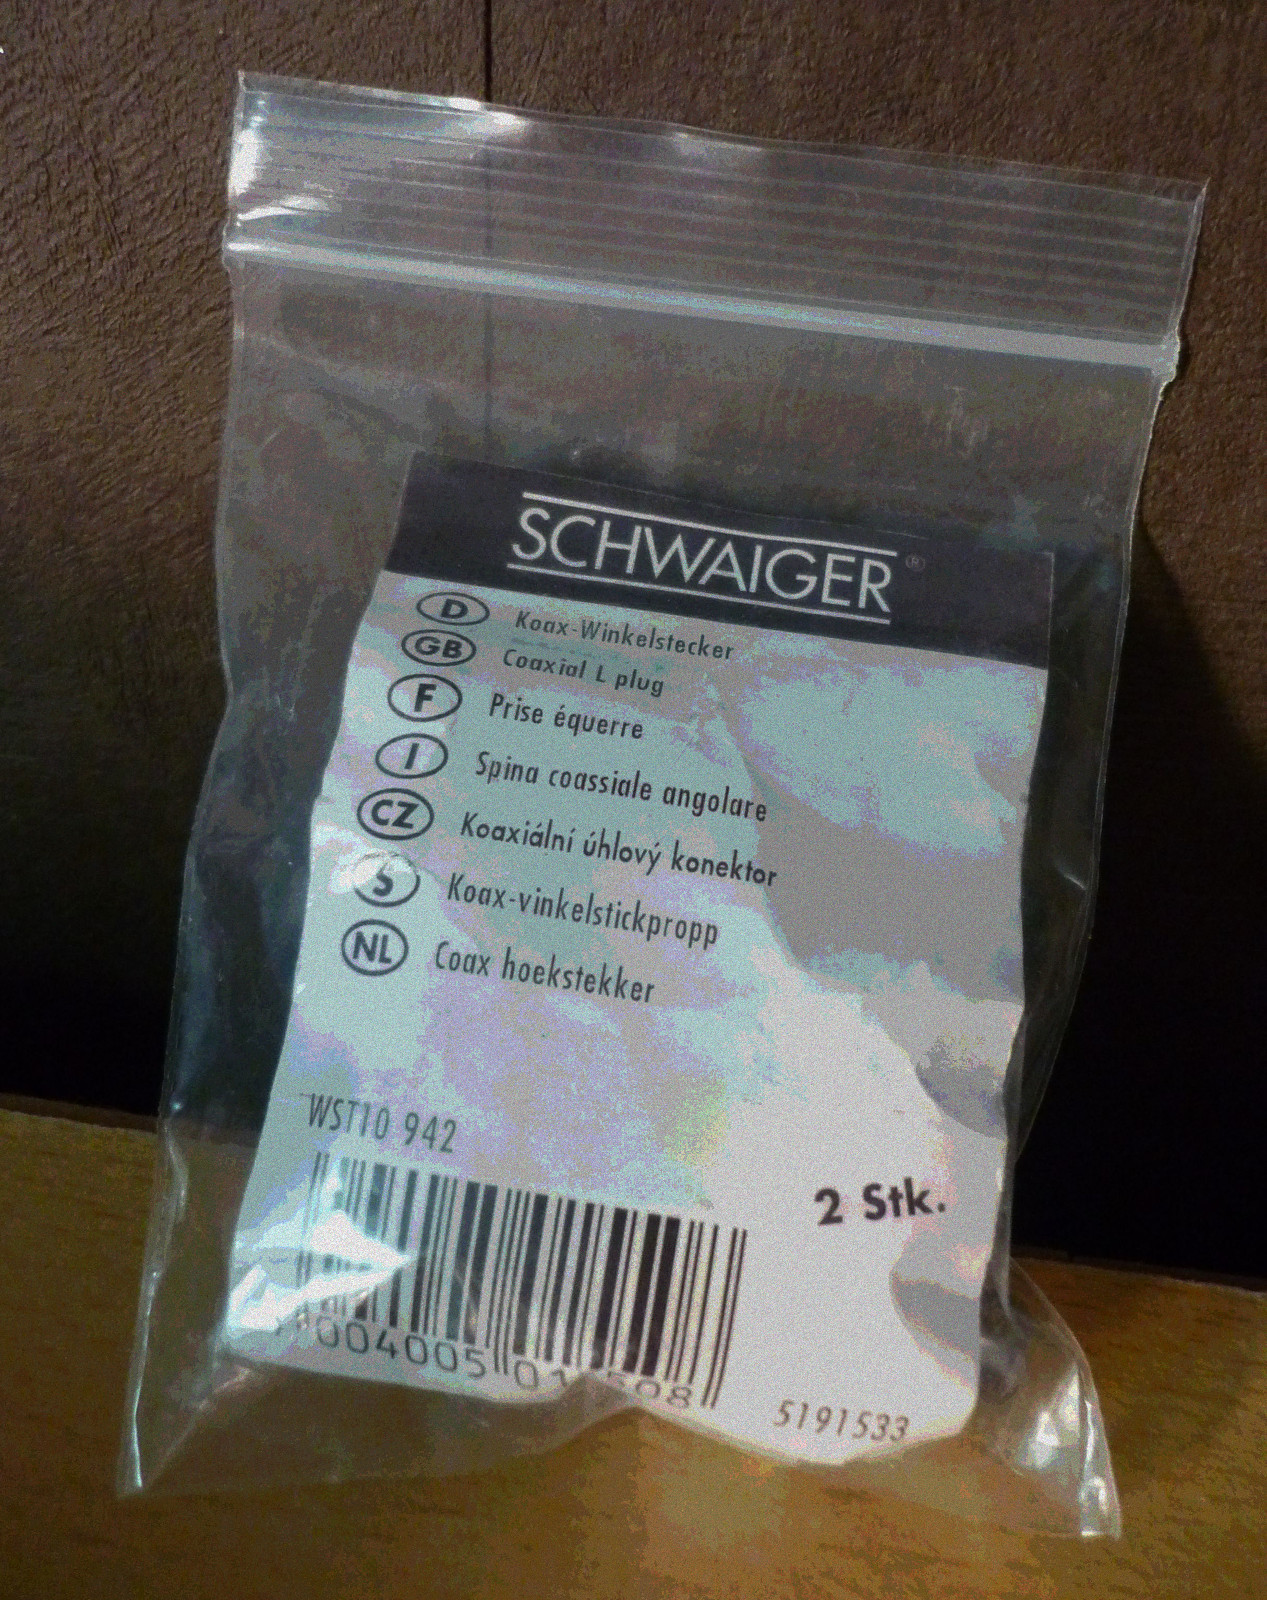 SCHWAIGER ®
D Koax-Winkelstecker
GB Coaxial L plug
F Prise équerre
I Spina coassiale angolare
CZ Koaxiální úhlový konektor
S Koax-vinkelstickpropp
NL Coax hoekstekker
WST10 942
2 Stk.
004005
5191533